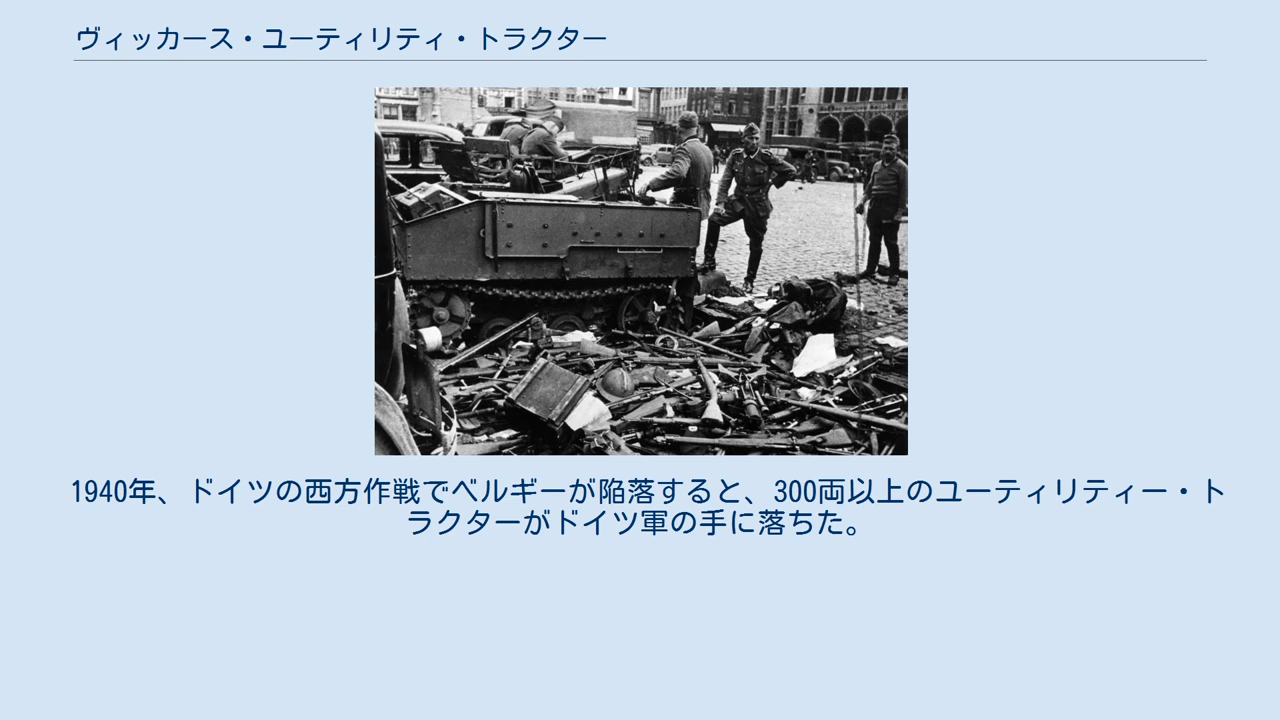 ヴィッカース・ユーティリティ・トラクター
1940年、ドイツの西方作戦でベルギーが陥落すると、300両以上のユーティリティー・ト
ラクターがドイツ軍の手に落ちた。